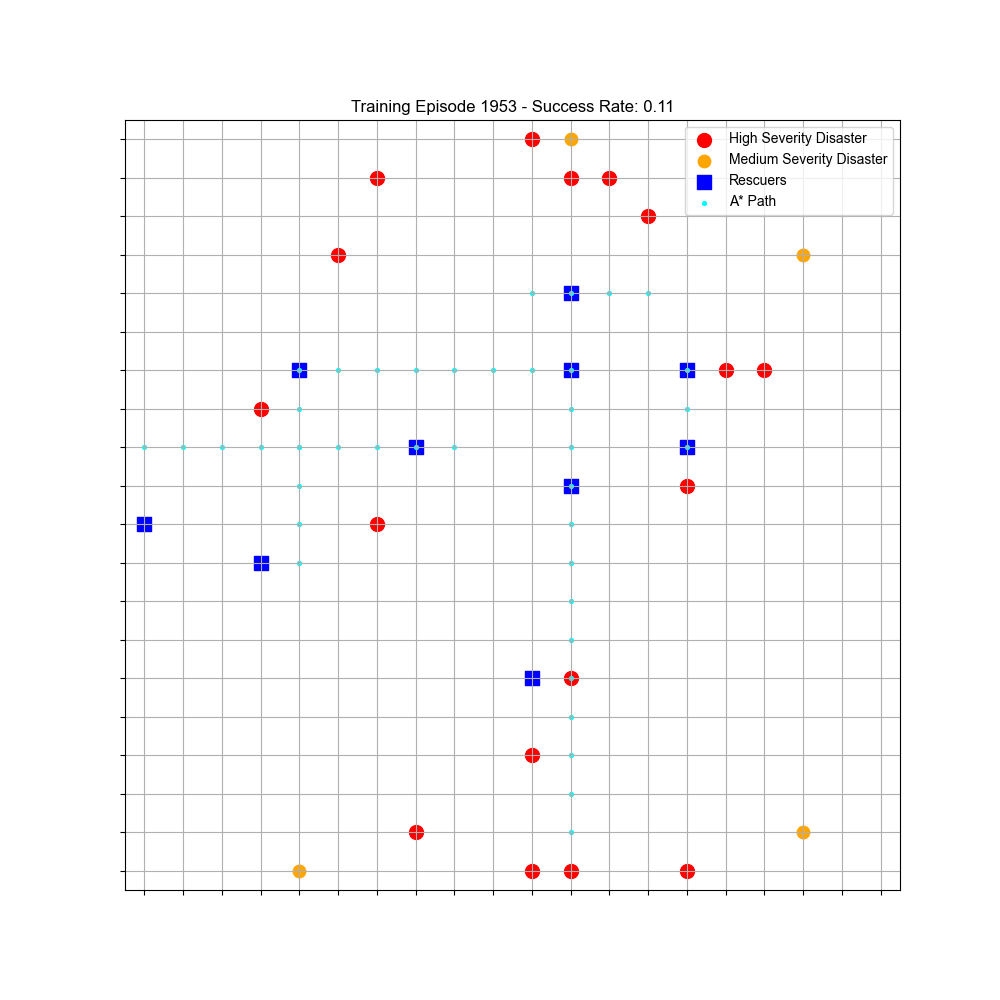 Training Episode 1953 - Success Rate: 0.11
High Severity Disaster
Medium Severity Disaster
Rescuers
A* Path